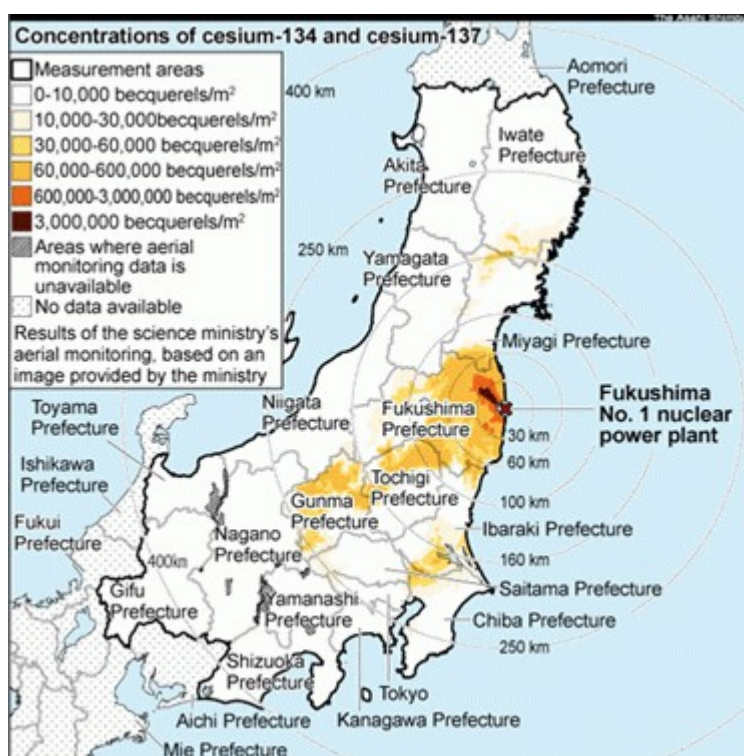 The Asahi Shimbun
Concentrations of cesium-134 and cesium-137
Measurement areas
0-10,000 becquerels/m²
10,000-30,000becquerels/m²
30,000-60,000 becquerels/m²
60,000-600,000 becquerels/m²
600,000-3,000,000 becquerels/m²
3,000,000 becquerels/m²
Areas where aerial
monitoring data is
unavailable
No data available
Results of the science ministry's
aerial monitoring, based on an
image provided by the ministry
400 km
Aomori
Prefecture
Iwate
Prefecture
Akita
Prefecture
250 km
Yamagata
Prefecture
Miyagi Prefecture
Fukushima
No. 1 nuclear
power plant
Niigata
Prefecture
Fukushima
Prefecture
30 km
60 km
Toyama
Prefecture
Ishikawa
Prefecture
Tochigi
Prefecture
100 km
Gunma
Prefecture
Fukui
Prefecture
Nagano
Prefecture
Ibaraki Prefecture
160 km
400km
Gifu
Prefecture
Saitama Prefecture
Yamanashi
Prefecture
Chiba Prefecture
250 km
Shizuoka
Prefecture
Tokyo
Aichi Prefecture
Kanagawa Prefecture
Mie Prefecture